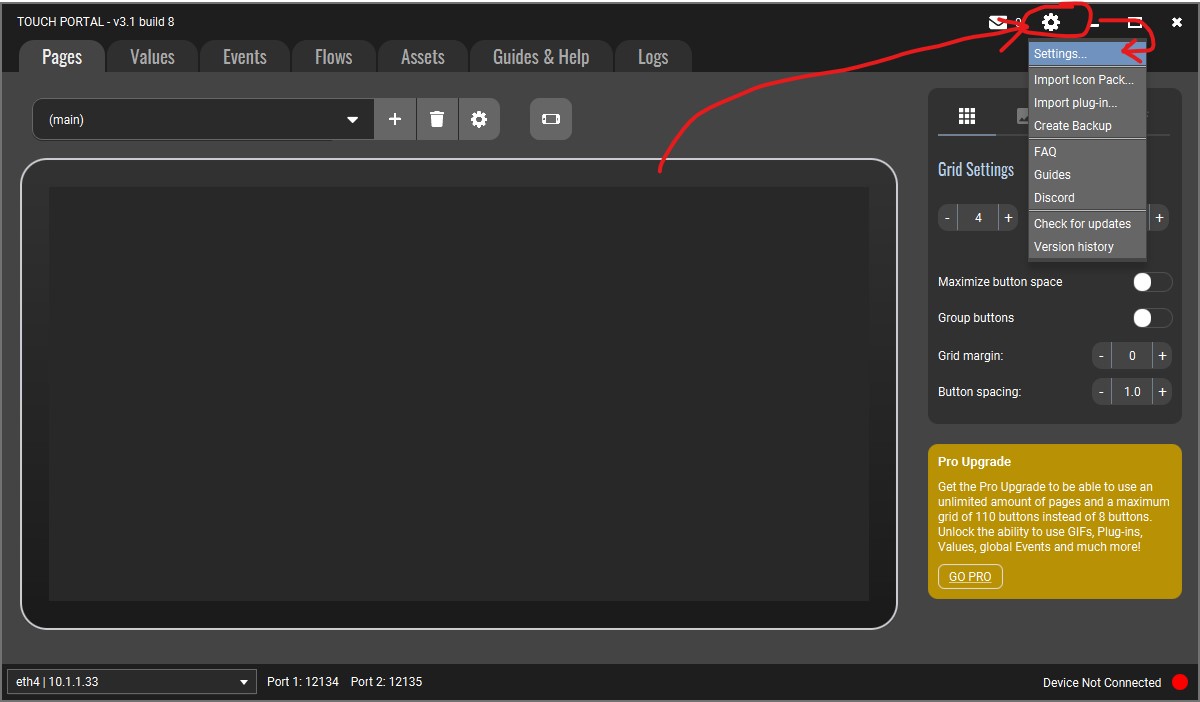 TOUCH PORTAL - v3.1 build 8
Pages
Values
Events
Flows
Assets
Guides & Help
Logs
Settings...
Import Icon Pack...
Import plug-in...
Create Backup
FAQ
Guides
Discord
Check for updates
Version history
(main)
+
Grid Settings
- 4 +
+
Maximize button space
Group buttons
Grid margin:
- 0 +
Button spacing:
- 1.0 +
Pro Upgrade
Get the Pro Upgrade to be able to use an
unlimited amount of pages and a maximum
grid of 110 buttons instead of 8 buttons.
Unlock the ability to use GIFs, Plug-ins,
Values, global Events and much more!
GO PRO
eth4 | 10.1.1.33
Port 1: 12134
Port 2: 12135
Device Not Connected